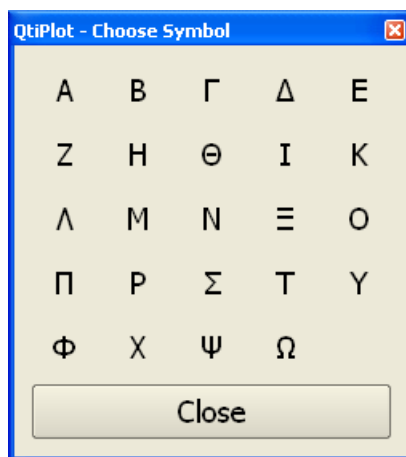 QtiPlot - Choose Symbol
Α Β Γ Δ Ε
Ζ Η Θ Ι Κ
Λ Μ Ν Ξ Ο
Π Ρ Σ Τ Υ
Φ Χ Ψ Ω
Close